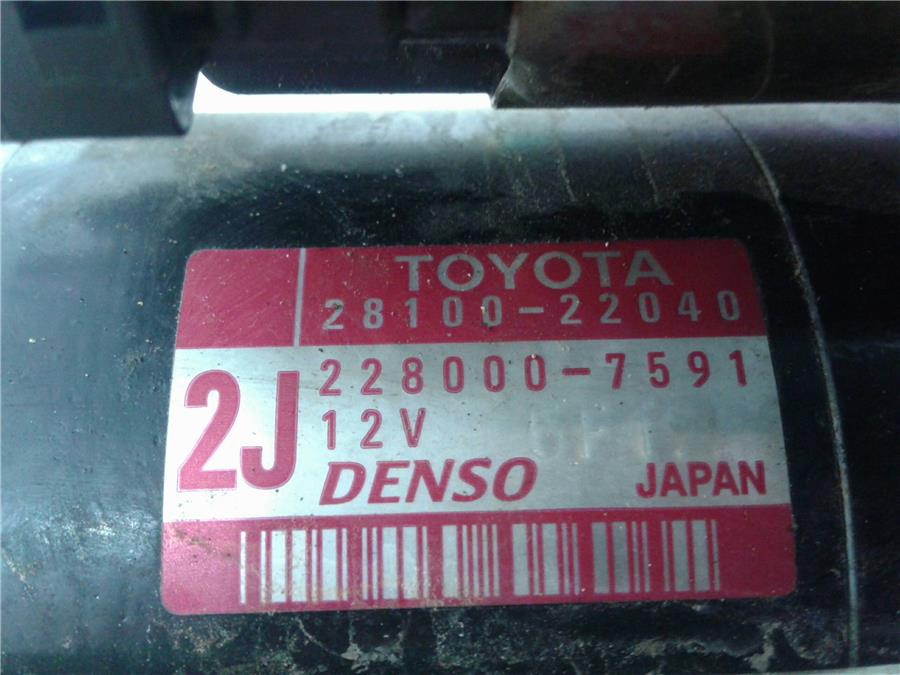 TOYOTA
28100-22040
2J
228000-7591
12V
DENSO
JAPAN